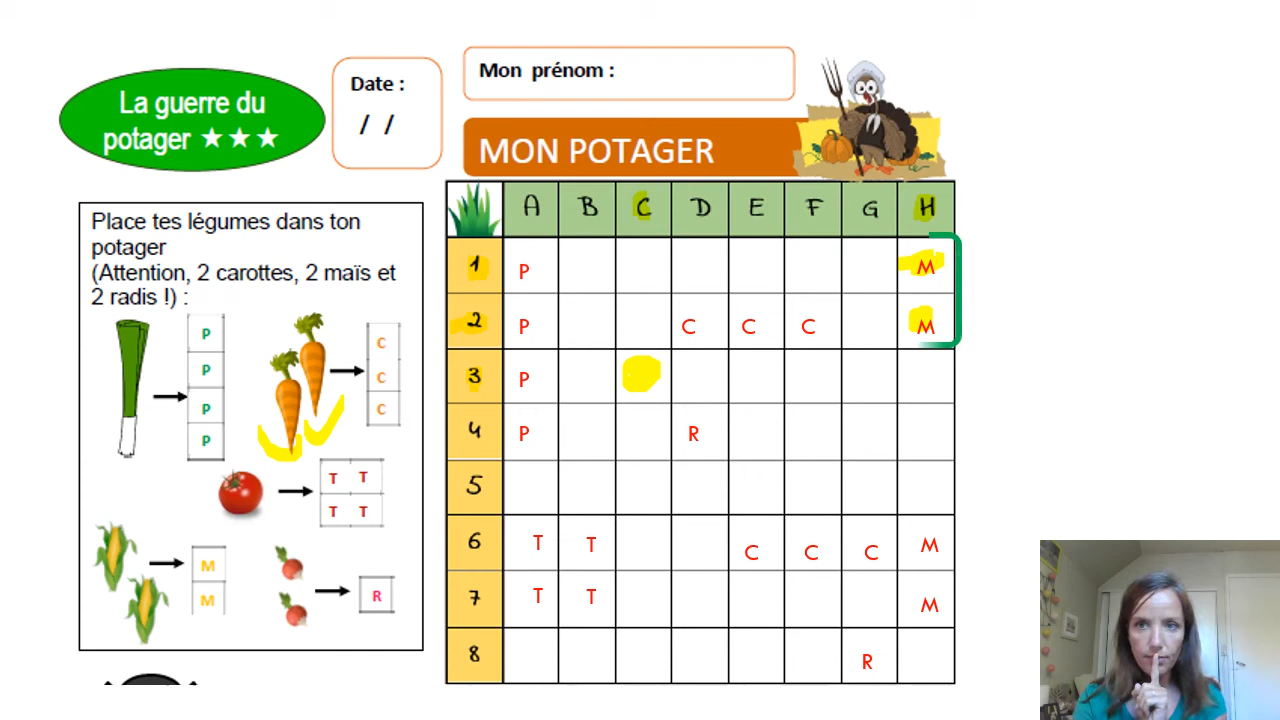 La guerre du
potager ★★★
Date :
/ /
Mon prénom :
MON POTAGER
Place tes légumes dans ton
potager
(Attention, 2 carottes, 2 maïs et
2 radis !) :
P
P
P
P
C
C
C
T T
T T
M
M
R
A B C D E F G H
1 P M
2 P C C C M
3 P
4 P R
5
6 T T C C C M
7 T T M
8 R